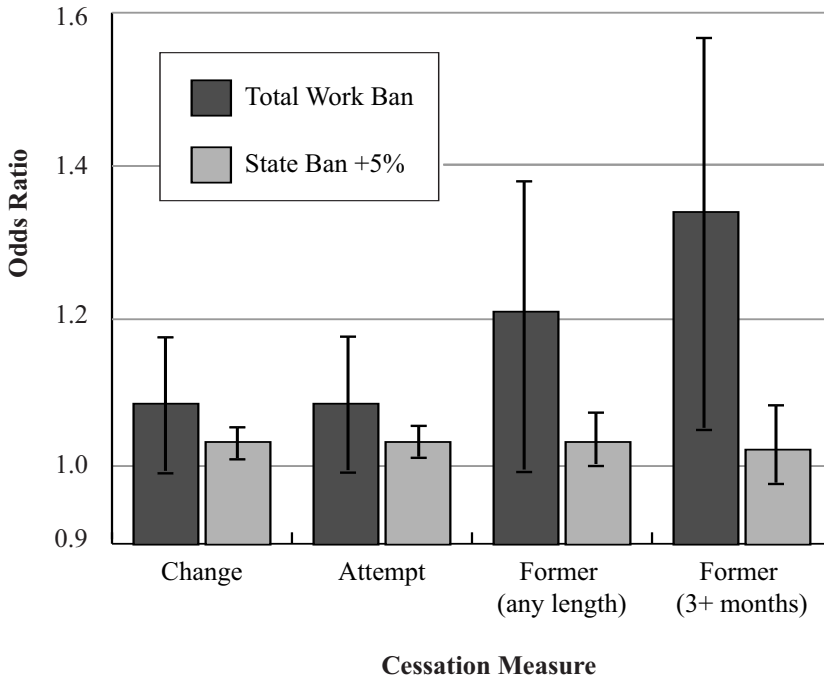 1.6
Total Work Ban
State Ban +5%
1.4
Odds Ratio
1.2
1.0
0.9
Change
Attempt
Former
(any length)
Former
(3+ months)
Cessation Measure